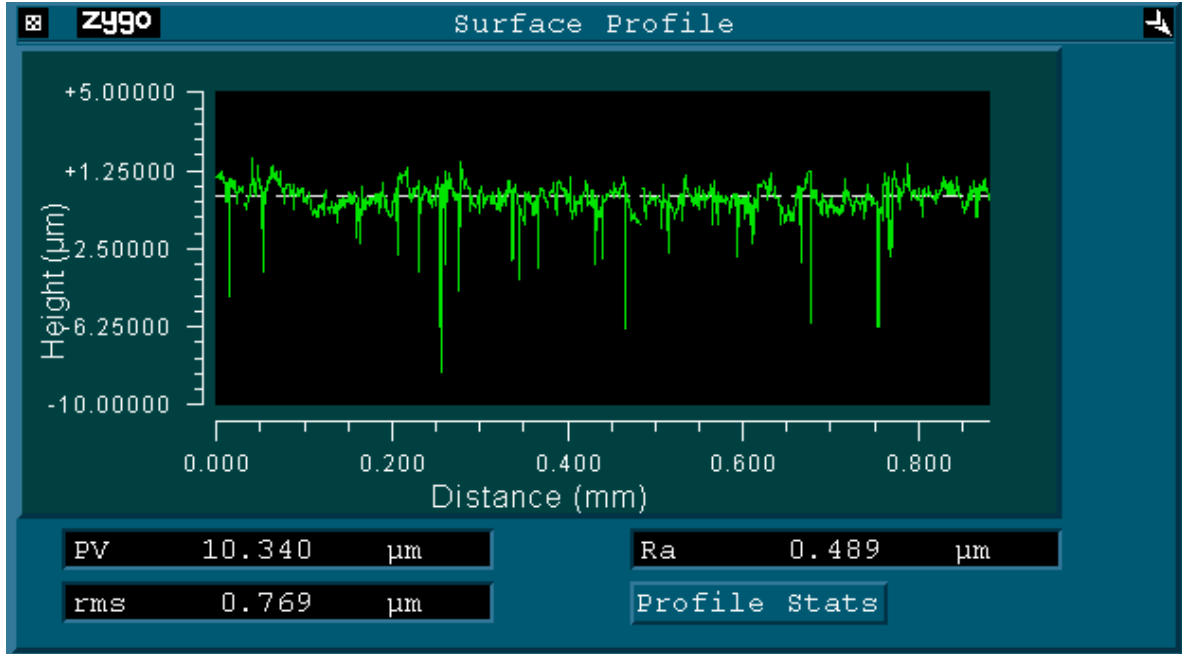 zygo Surface Profile
+5.00000
+1.25000
-2.50000
-6.25000
-10.00000
Height (µm)
0.000 0.200 0.400 0.600 0.800
Distance (mm)
PV 10.340 µm Ra 0.489 µm
rms 0.769 µm Profile Stats